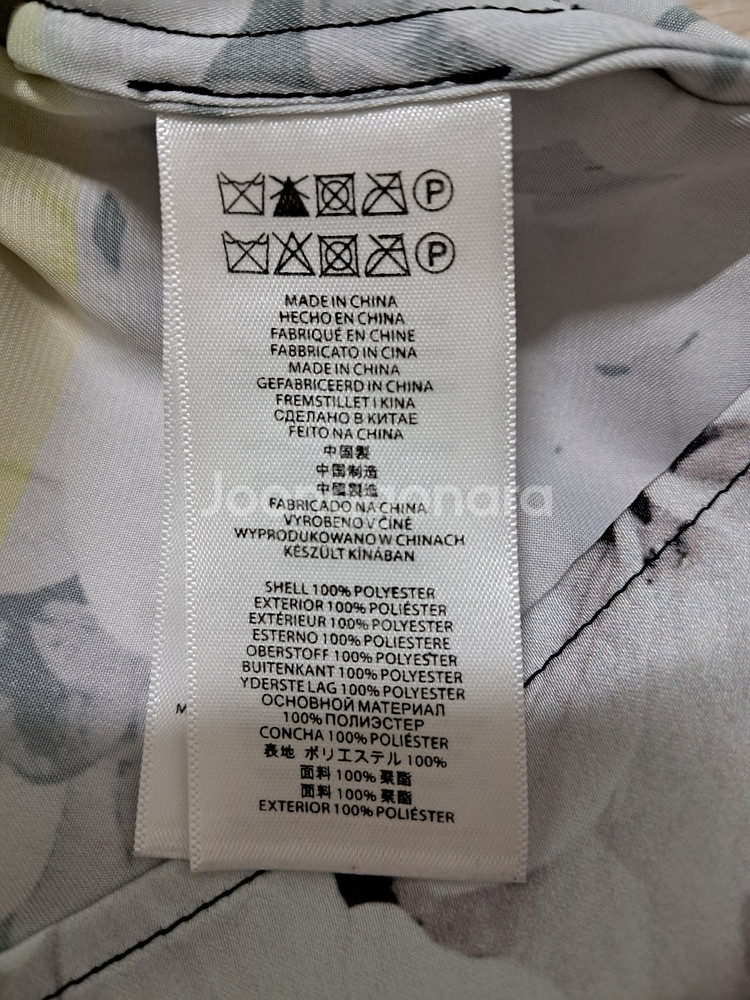 P
P
MADE IN CHINA
HECHO EN CHINA
FABRIQUÉ EN CHINE
FABBRICATO IN CINA
MADE IN CHINA
GEFABRICEERD IN CHINA
FREMSTILLET I KINA
СДЕЛАНО В КИТАЕ
FEITO NA CHINA
中国製
中国制造
中國製造
FABRICADO NA CHINA
VYROBENO V ČÍNĚ
WYPRODUKOWANO W CHINACH
KÉSZÜLT KÍNÁBAN
SHELL 100% POLYESTER
EXTERIOR 100% POLIÉSTER
EXTÉRIEUR 100% POLYESTER
ESTERNO 100% POLIESTERE
OBERSTOFF 100% POLYESTER
BUITENKANT 100% POLYESTER
YDERSTE LAG 100% POLYESTER
ОСНОВНОЙ МАТЕРИАЛ
100% ПОЛИЭСТЕР
CONCHA 100% POLIÉSTER
表地 ポリエステル 100%
面料 100% 聚酯
面料 100% 聚酯
EXTERIOR 100% POLIÉSTER
M